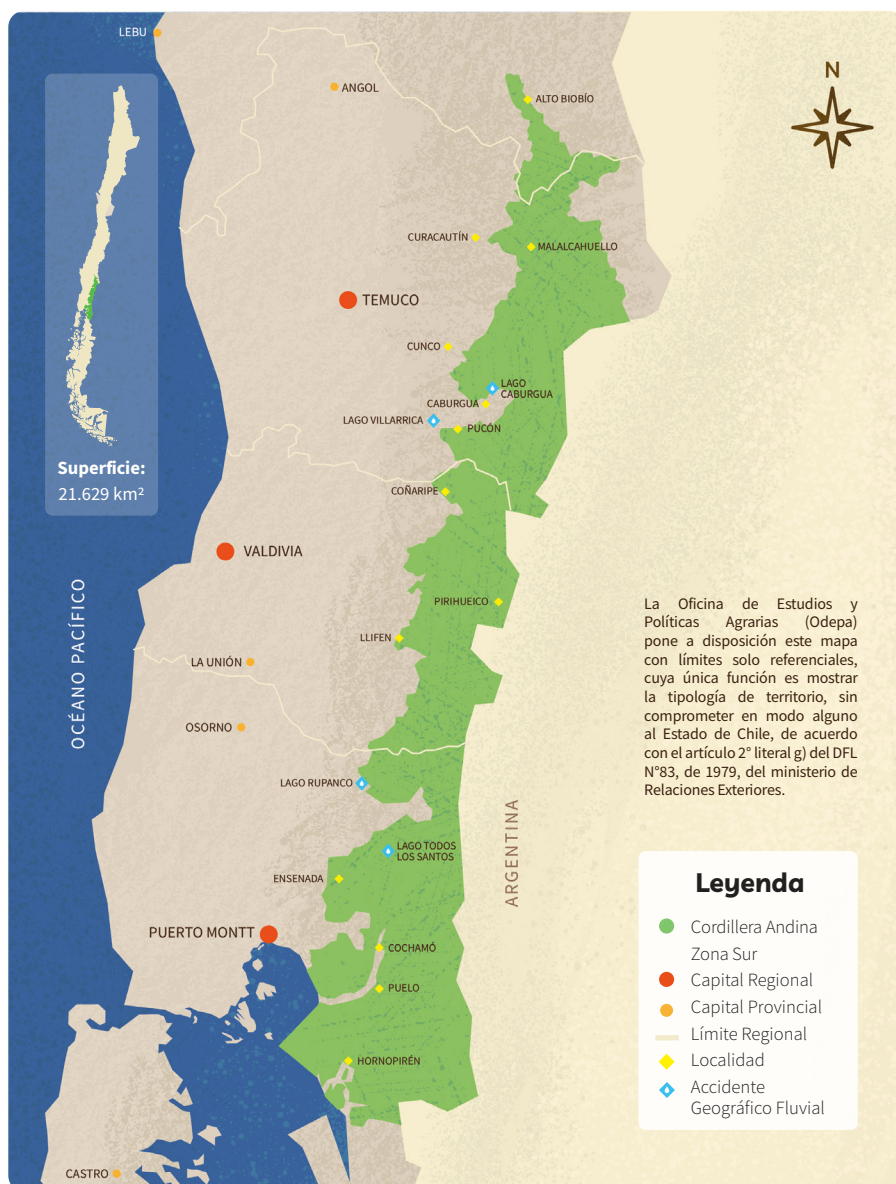 LEBU
ANGOL
N
ALTO BIOBÍO
CURACAUTÍN
MALALCAHUELLO
TEMUCO
CUNCO
LAGO
CABURGUA
CABURGUA
LAGO VILLARRICA
PUCÓN
Superficie:
21.629 km²
COÑARIPE
VALDIVIA
OCÉANO PACÍFICO
PIRIHUEICO
LLIFEN
LA UNIÓN
OSORNO
La Oficina de Estudios y
Políticas Agrarias (Odepa)
pone a disposición este mapa
con límites solo referenciales,
cuya única función es mostrar
la tipología de territorio, sin
comprometer en modo alguno
al Estado de Chile, de acuerdo
con el artículo 2° literal g) del DFL
N°83, de 1979, del ministerio de
Relaciones Exteriores.
LAGO RUPANCO
ARGENTINA
LAGO TODOS
LOS SANTOS
ENSENADA
PUERTO MONTT
COCHAMÓ
PUELO
HORNOPIRÉN
CASTRO
Leyenda
Cordillera Andina
Zona Sur
Capital Regional
Capital Provincial
Límite Regional
Localidad
Accidente
Geográfico Fluvial